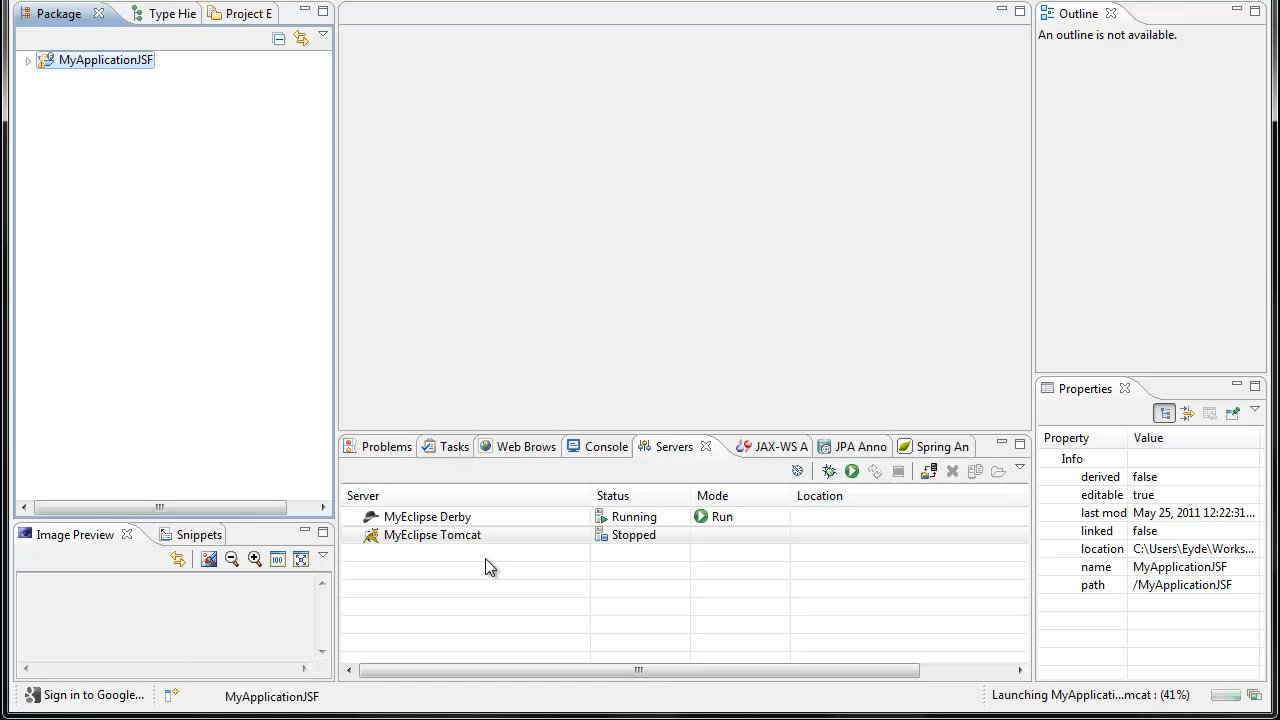 Package
Type Hie
Project E
MyApplicationJSF
Image Preview
Snippets
100
Problems
Tasks
Web Brows
Console
Servers
JAX-WS A
JPA Anno
Spring An
Server
Status
Mode
Location
MyEclipse Derby
Running
Run
MyEclipse Tomcat
Stopped
Outline
An outline is not available.
Properties
Property
Value
Info
derived
false
editable
true
last mod
May 25, 2011 12:22:31...
linked
false
location
C:\Users\Eyde\Works...
name
MyApplicationJSF
path
/MyApplicationJSF
Sign in to Google...
MyApplicationJSF
Launching MyApplicati...mcat : (41%)